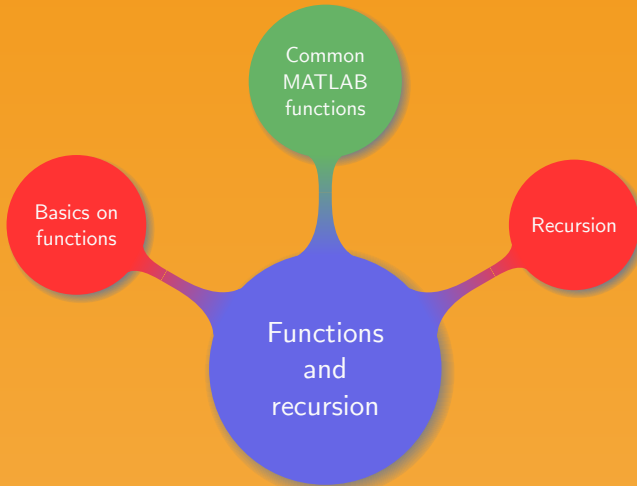 Common
MATLAB
functions
Basics on
functions
Recursion
Functions
and
recursion